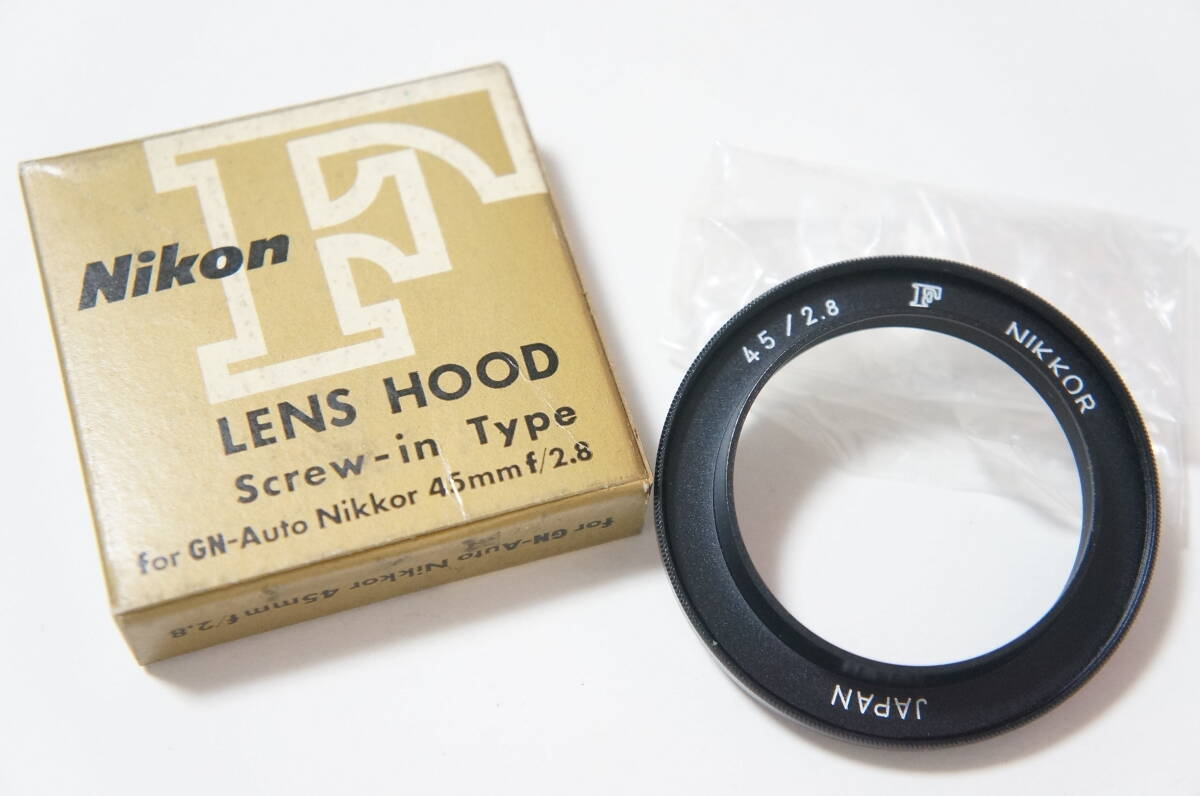 F
Nikon
LENS HOOD
Screw-in Type
for GN-Auto Nikkor 45mm f/2.8
for GN-Auto Nikkor 45mm f/2.8
45/2.8 F NIKKOR
JAPAN